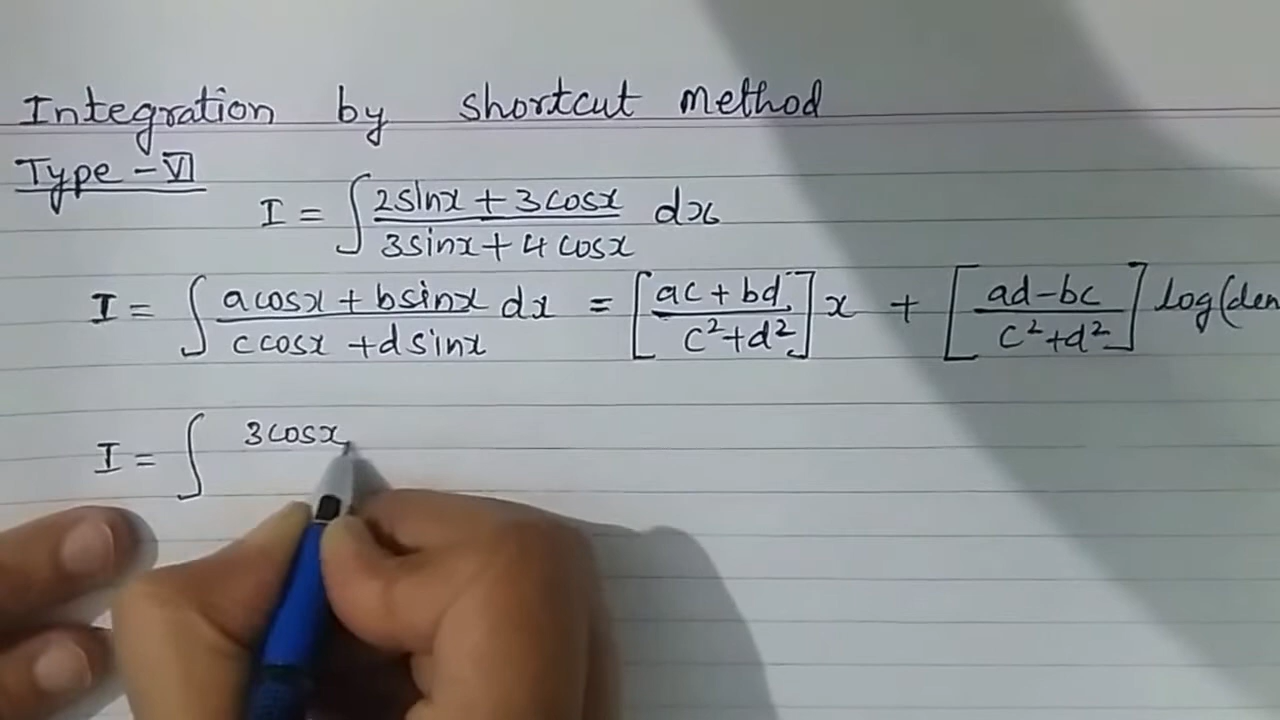 Integration by shortcut method
Type - VI
I = ∫ (2sinx + 3cosx)/(3sinx + 4cosx) dx
I = ∫ (acosx + bsinx)/(ccosx + dsinx) dx = [(ac + bd)/(c² + d²)] x + [(ad - bc)/(c² + d²)] log(den
I = ∫ 3cosx